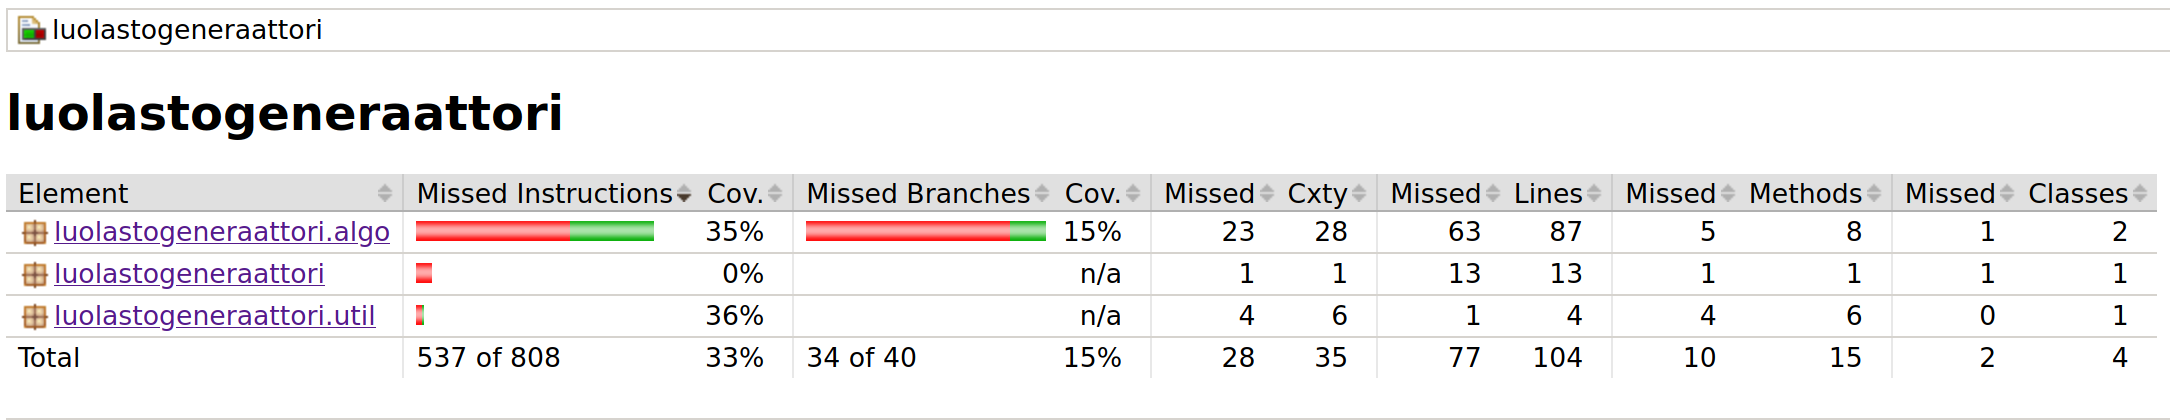 luolastogeneraattori
luolastogeneraattori
Element Missed Instructions Cov. Missed Branches Cov. Missed Cxty Missed Lines Missed Methods Missed Classes
luolastogeneraattori.algo 35% 15% 23 28 63 87 5 8 1 2
luolastogeneraattori 0% n/a 1 1 13 13 1 1 1 1
luolastogeneraattori.util 36% n/a 4 6 1 4 4 6 0 1
Total 537 of 808 33% 34 of 40 15% 28 35 77 104 10 15 2 4